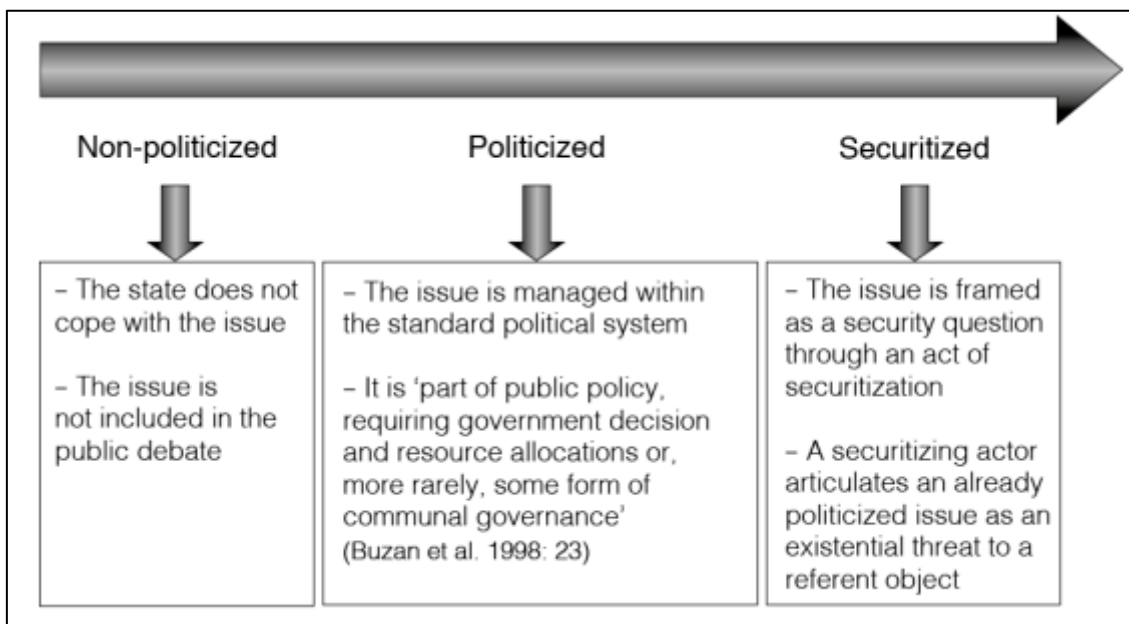 Non-politicized
Politicized
Securitized
– The state does not
cope with the issue
– The issue is
not included in the
public debate
– The issue is managed within
the standard political system
– It is ‘part of public policy,
requiring government decision
and resource allocations or,
more rarely, some form of
communal governance’
(Buzan et al. 1998: 23)
– The issue is framed
as a security question
through an act of
securitization
– A securitizing actor
articulates an already
politicized issue as an
existential threat to a
referent object